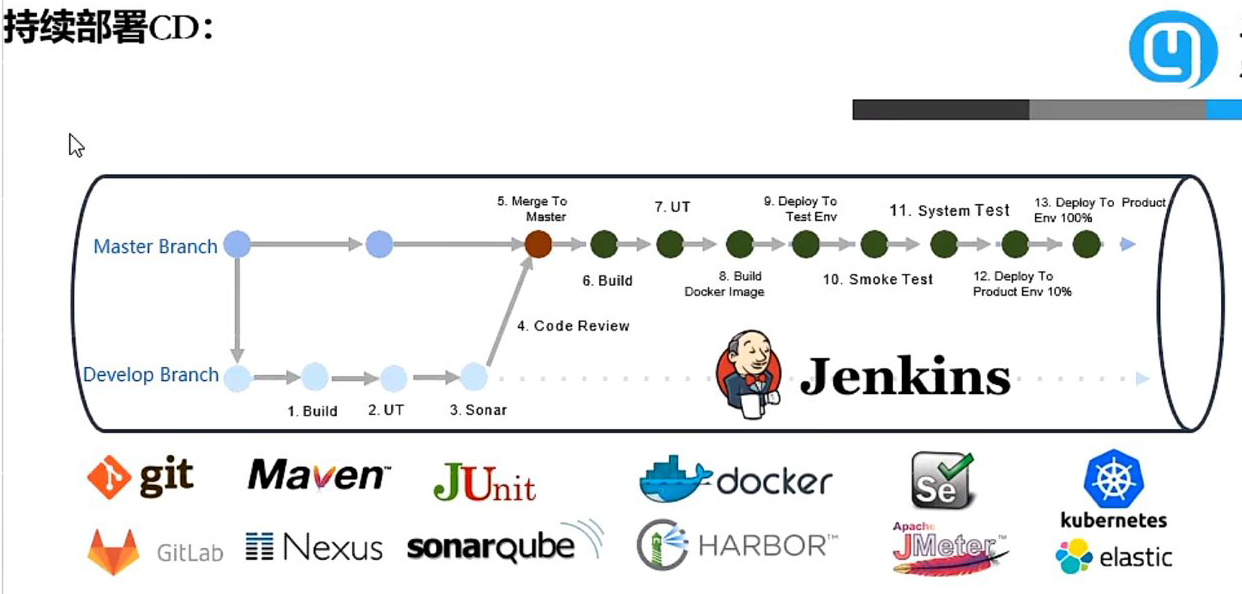 持续部署CD：
5. Merge To
Master
7. UT
9. Deploy To
Test Env
11. System Test
13. Deploy To Product
Env 100%
Master Branch
6. Build
8. Build
Docker Image
10. Smoke Test
12. Deploy To
Product Env 10%
4. Code Review
Develop Branch
1. Build
2. UT
3. Sonar
Jenkins
git
Maven™
JUnit
docker
Se
kubernetes
GitLab
Nexus
sonarqube
HARBOR™
Apache
JMeter™
elastic